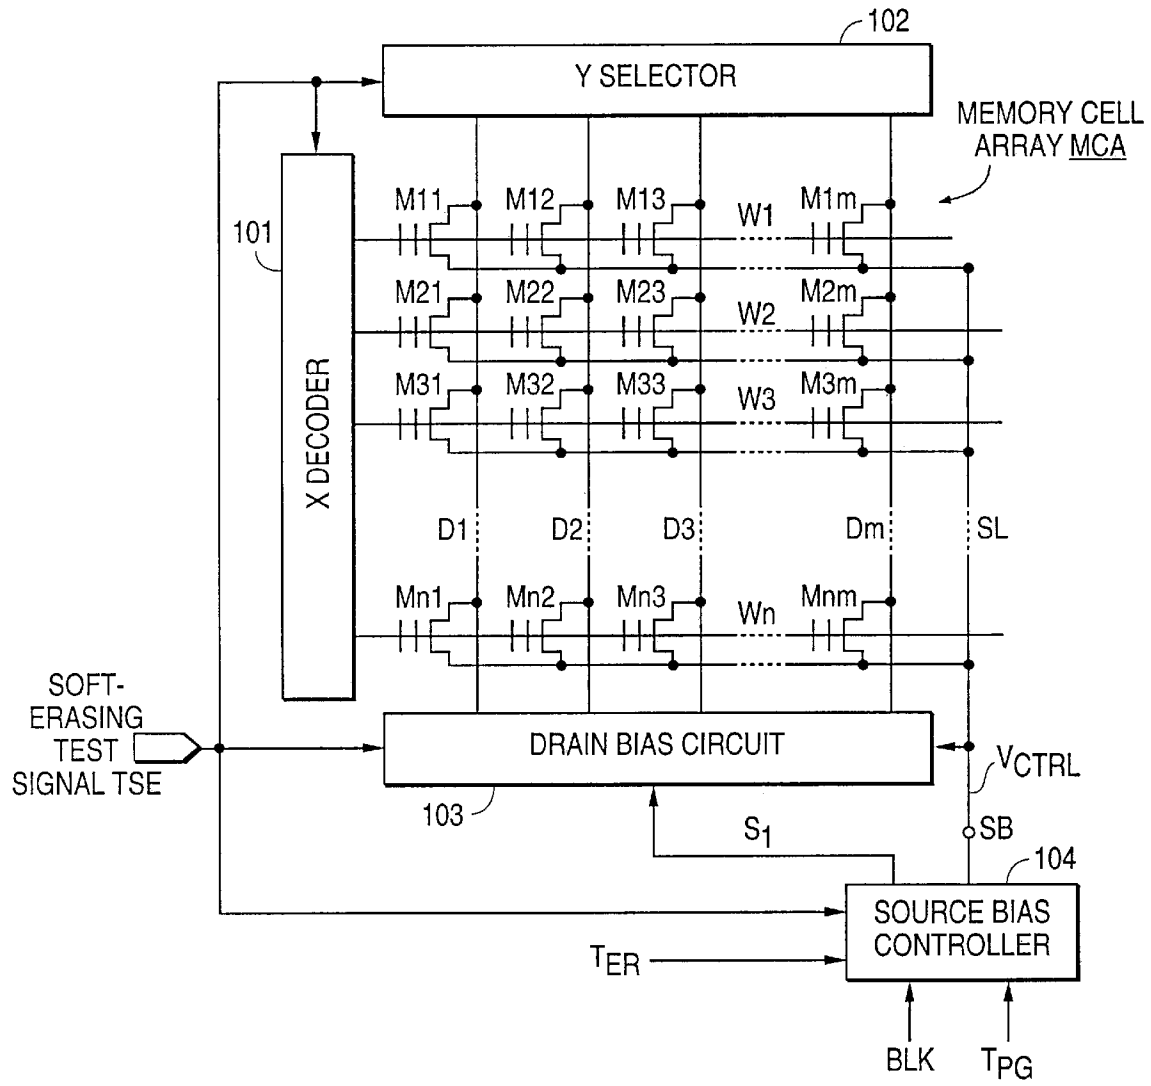 102
Y SELECTOR
MEMORY CELL
ARRAY MCA
101
M11 M12 M13 W1 M1m
M21 M22 M23 W2 M2m
M31 M32 M33 W3 M3m
X DECODER
D1 D2 D3 Dm SL
Mn1 Mn2 Mn3 Wn Mnm
SOFT-
ERASING
TEST
SIGNAL TSE
DRAIN BIAS CIRCUIT
VCTRL
103
S1
SB
104
SOURCE BIAS
CONTROLLER
TER
BLK TPG